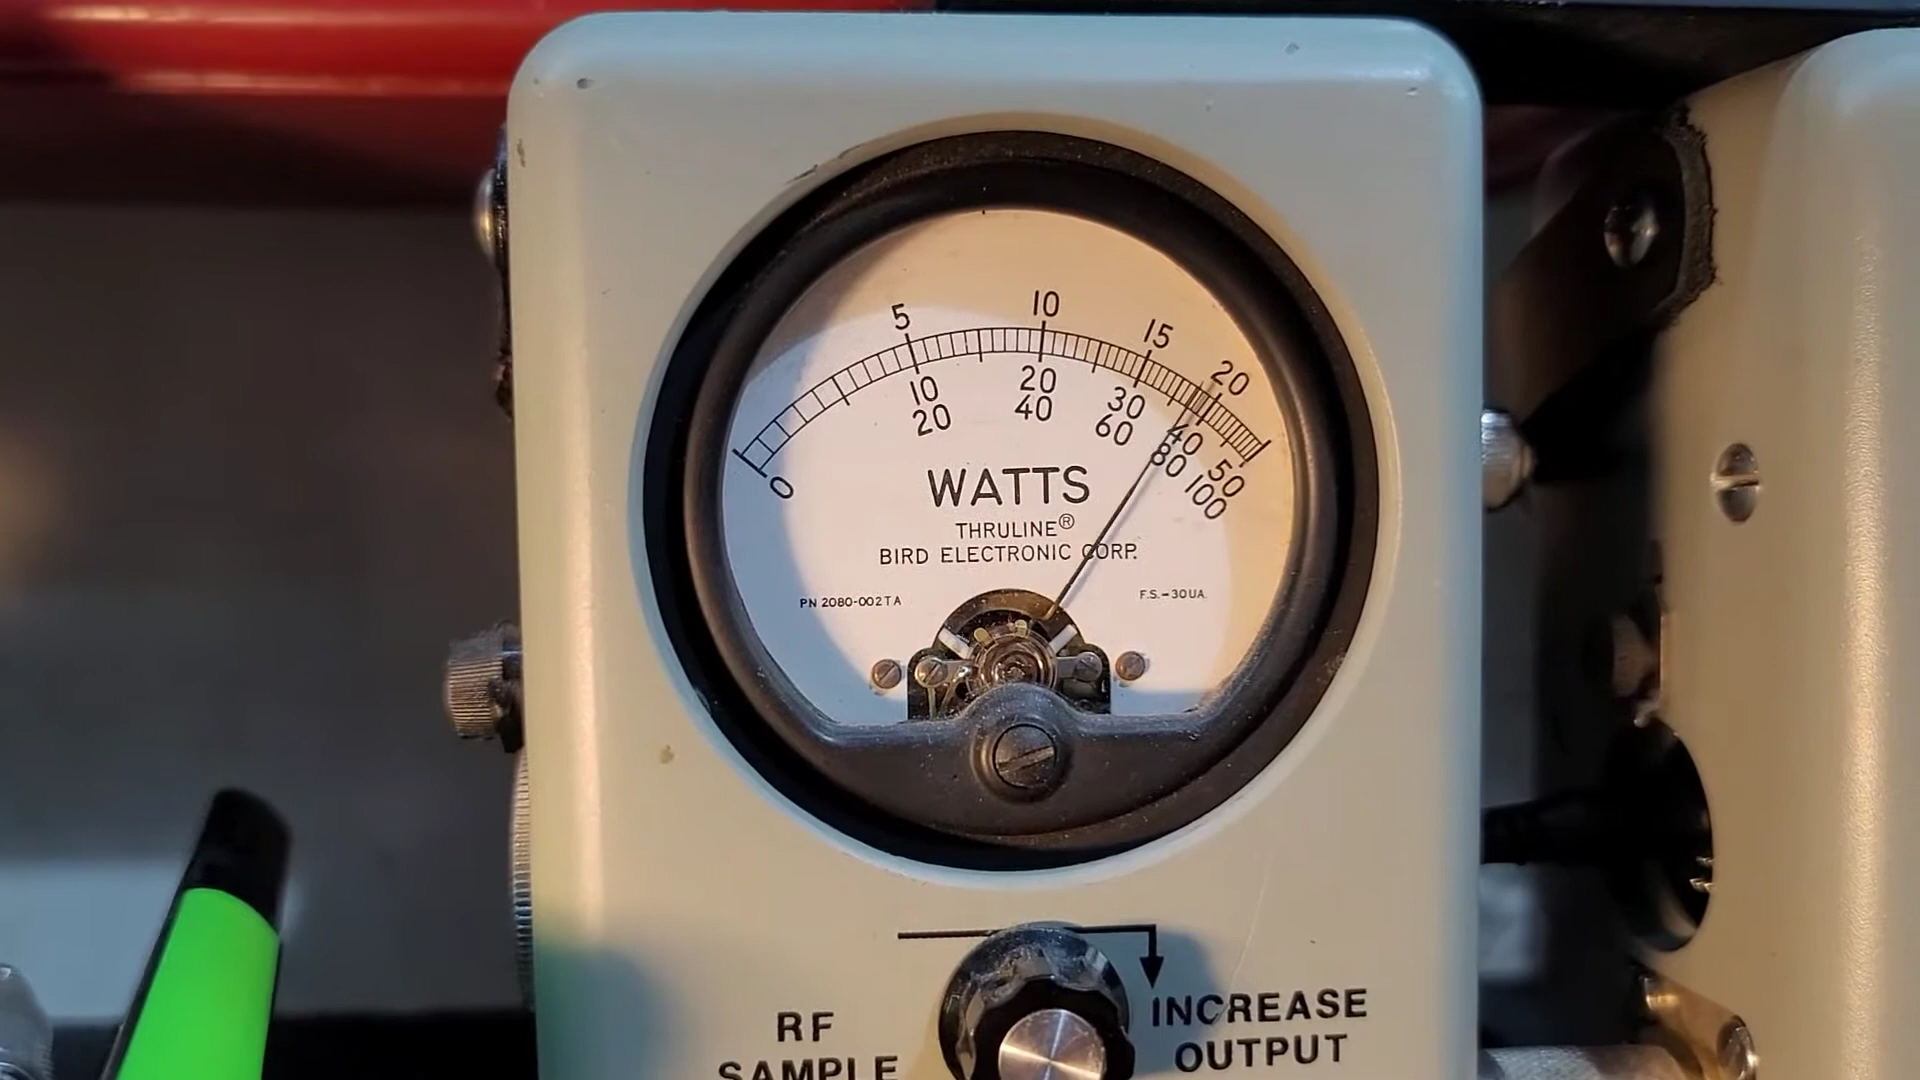 5 10 15 20
10 20 30 40 50
20 40 60 80 100
0
WATTS
THRULINE®
BIRD ELECTRONIC CORP.
PN 2080-002TA
F.S.-30UA
RF
SAMPLE
INCREASE
OUTPUT